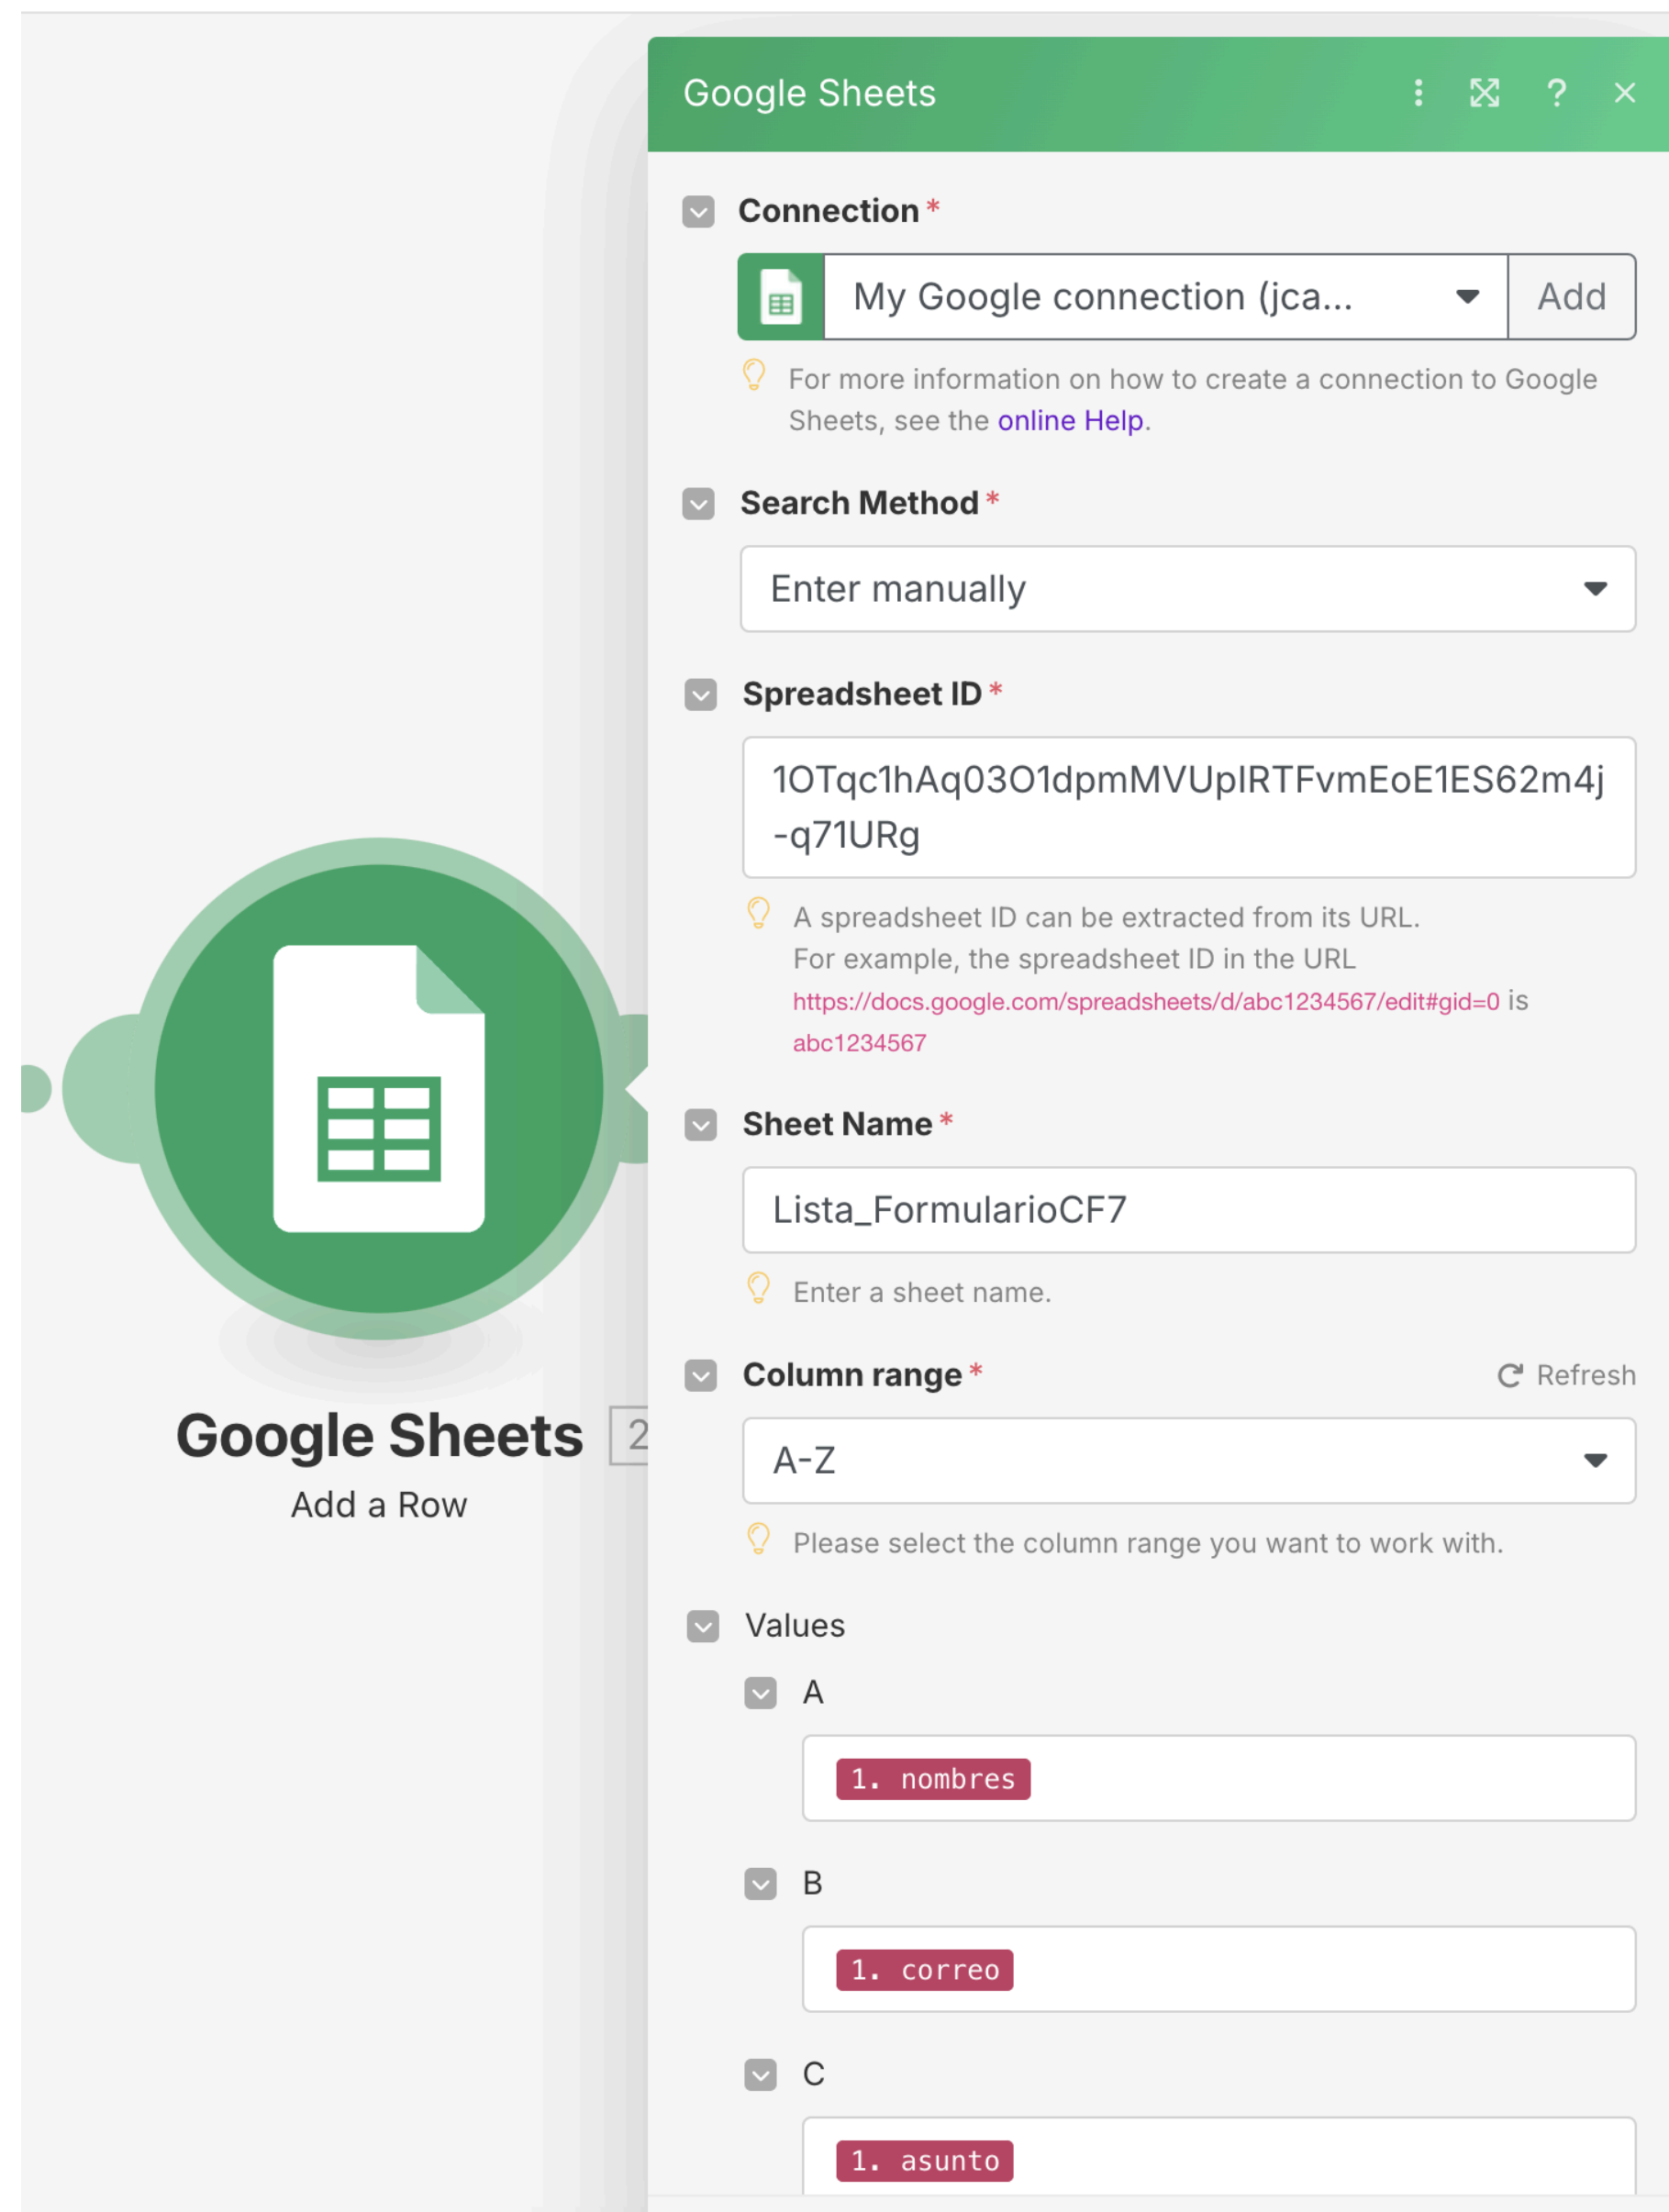 Google Sheets
Connection *
My Google connection (jca...
Add
For more information on how to create a connection to Google
Sheets, see the online Help.
Search Method *
Enter manually
Spreadsheet ID *
1OTqc1hAq03O1dpmMVUplRTFvmEoE1ES62m4j
-q71URg
A spreadsheet ID can be extracted from its URL.
For example, the spreadsheet ID in the URL
https://docs.google.com/spreadsheets/d/abc1234567/edit#gid=0 is
abc1234567
Sheet Name *
Lista_FormularioCF7
Enter a sheet name.
Column range *
Refresh
A-Z
Please select the column range you want to work with.
Values
A
1. nombres
B
1. correo
C
1. asunto
Google Sheets 2
Add a Row